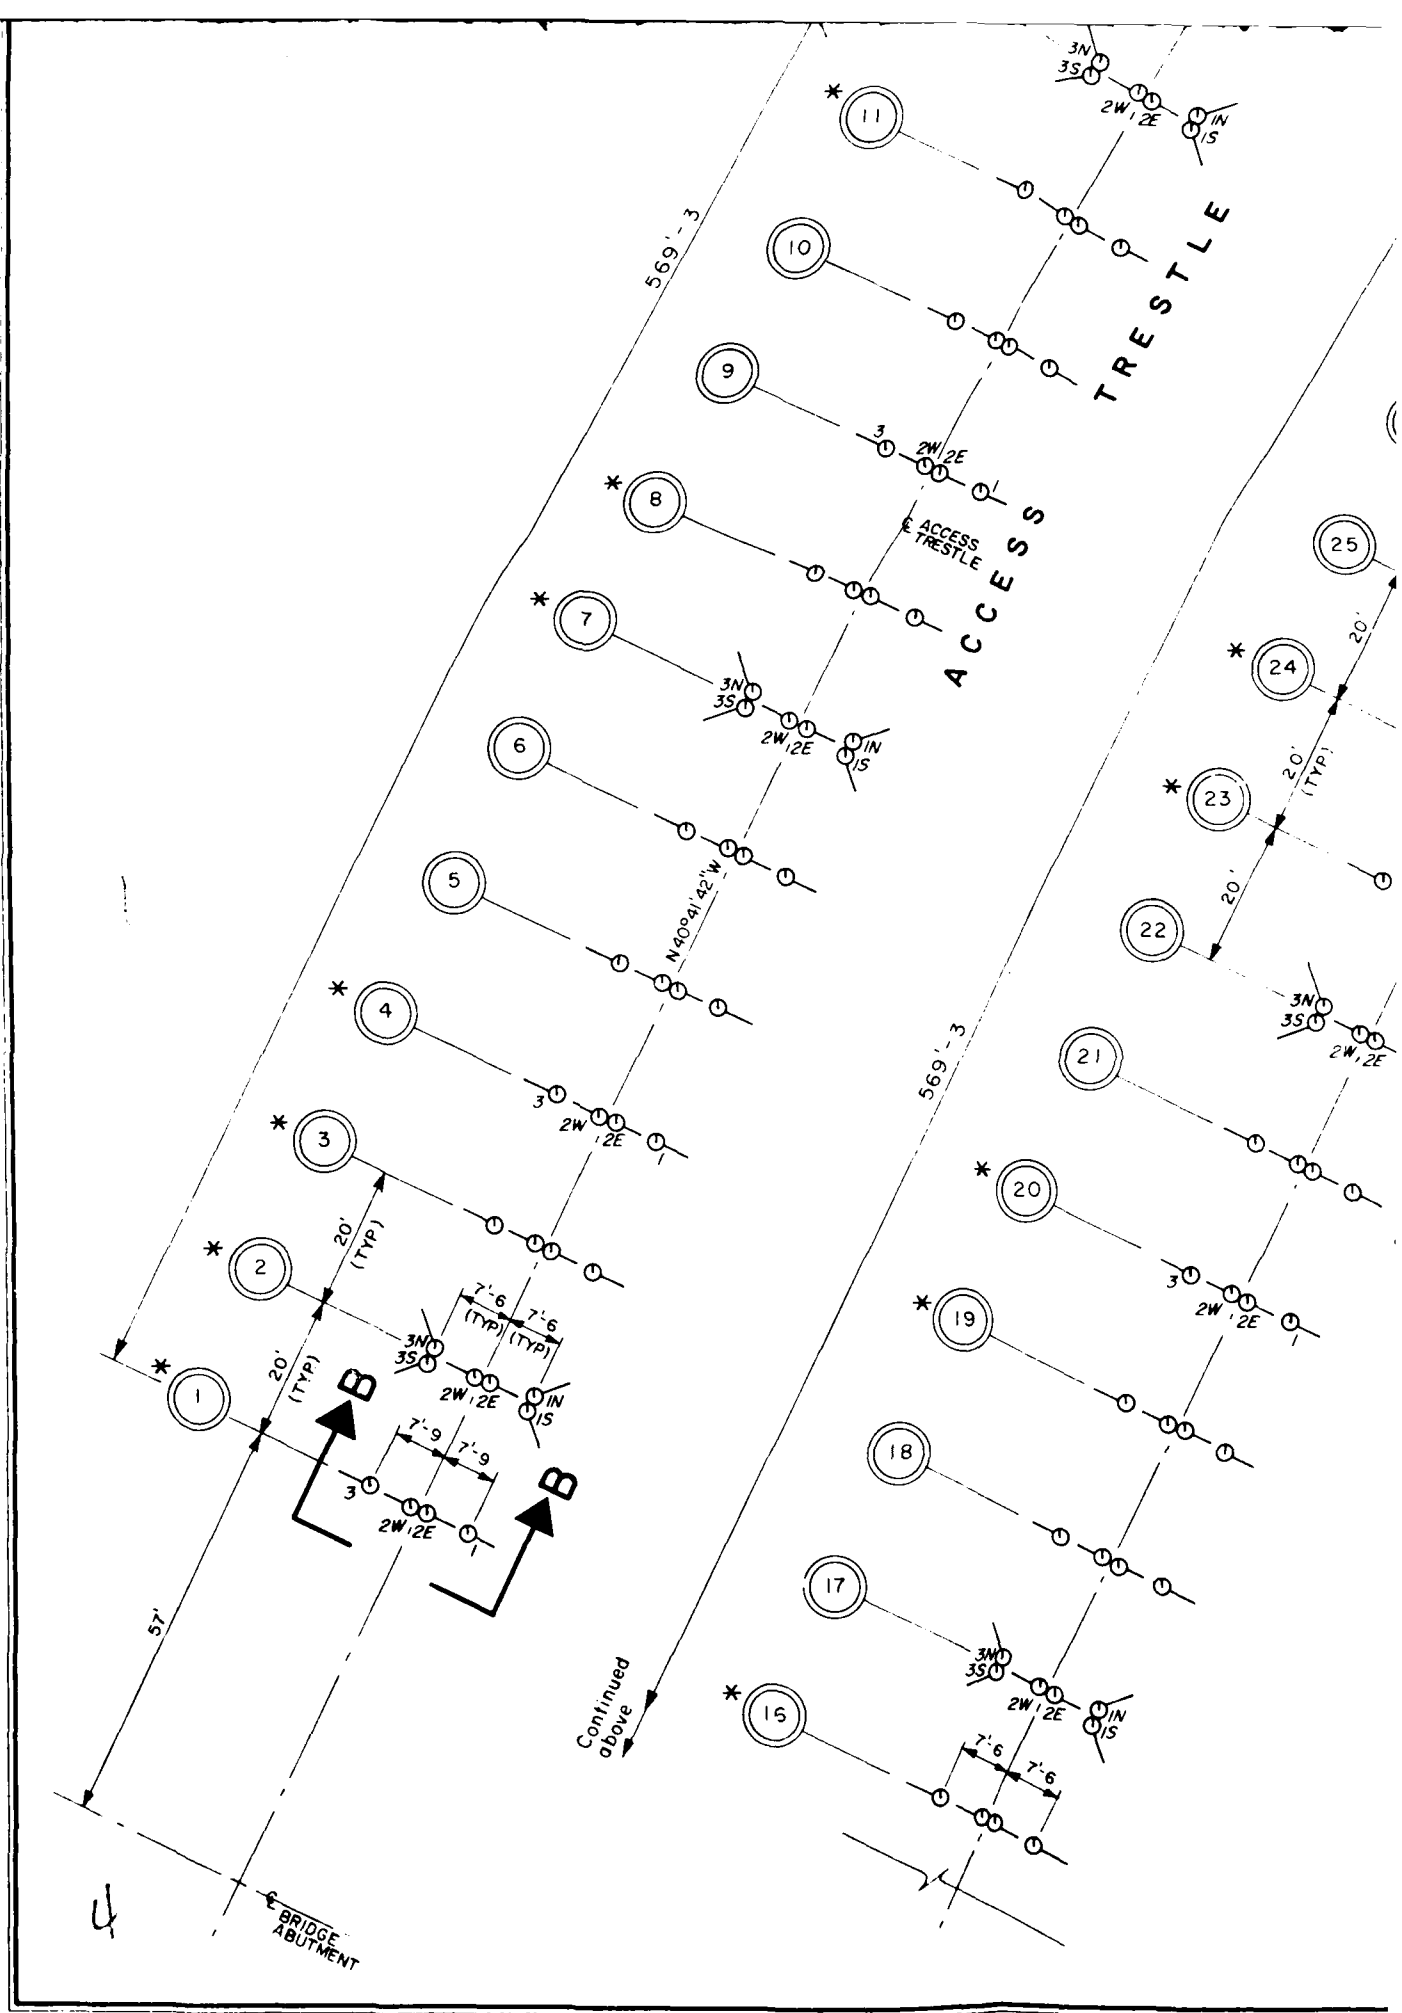 3N
3S
2W 2E
1N
1S
* 11
569'-3
10
TRESTLE
9
3
2W 2E
1
* 8
℄ ACCESS
TRESTLE
ACCESS
25
20'
* 7
3N
3S
2W 2E
1N
1S
* 24
20'
(TYP)
6
* 23
20'
5
N40°41'42"W
22
3N
3S
2W 2E
* 4
3
2W
2E
1
569'-3
21
* 3
20'
(TYP)
* 20
3
2W
2E
1
* 2
7'-6
(TYP)
7'-6
(TYP)
3N
3S
2W 2E
1N
1S
* 19
20'
(TYP)
* 1
B
7'-9
7'-9
3
2W 2E
1
B
18
57'
17
3N
3S
2W 2E
1N
1S
Continued
above
* 16
7'-6
7'-6
4
℄
BRIDGE
ABUTMENT